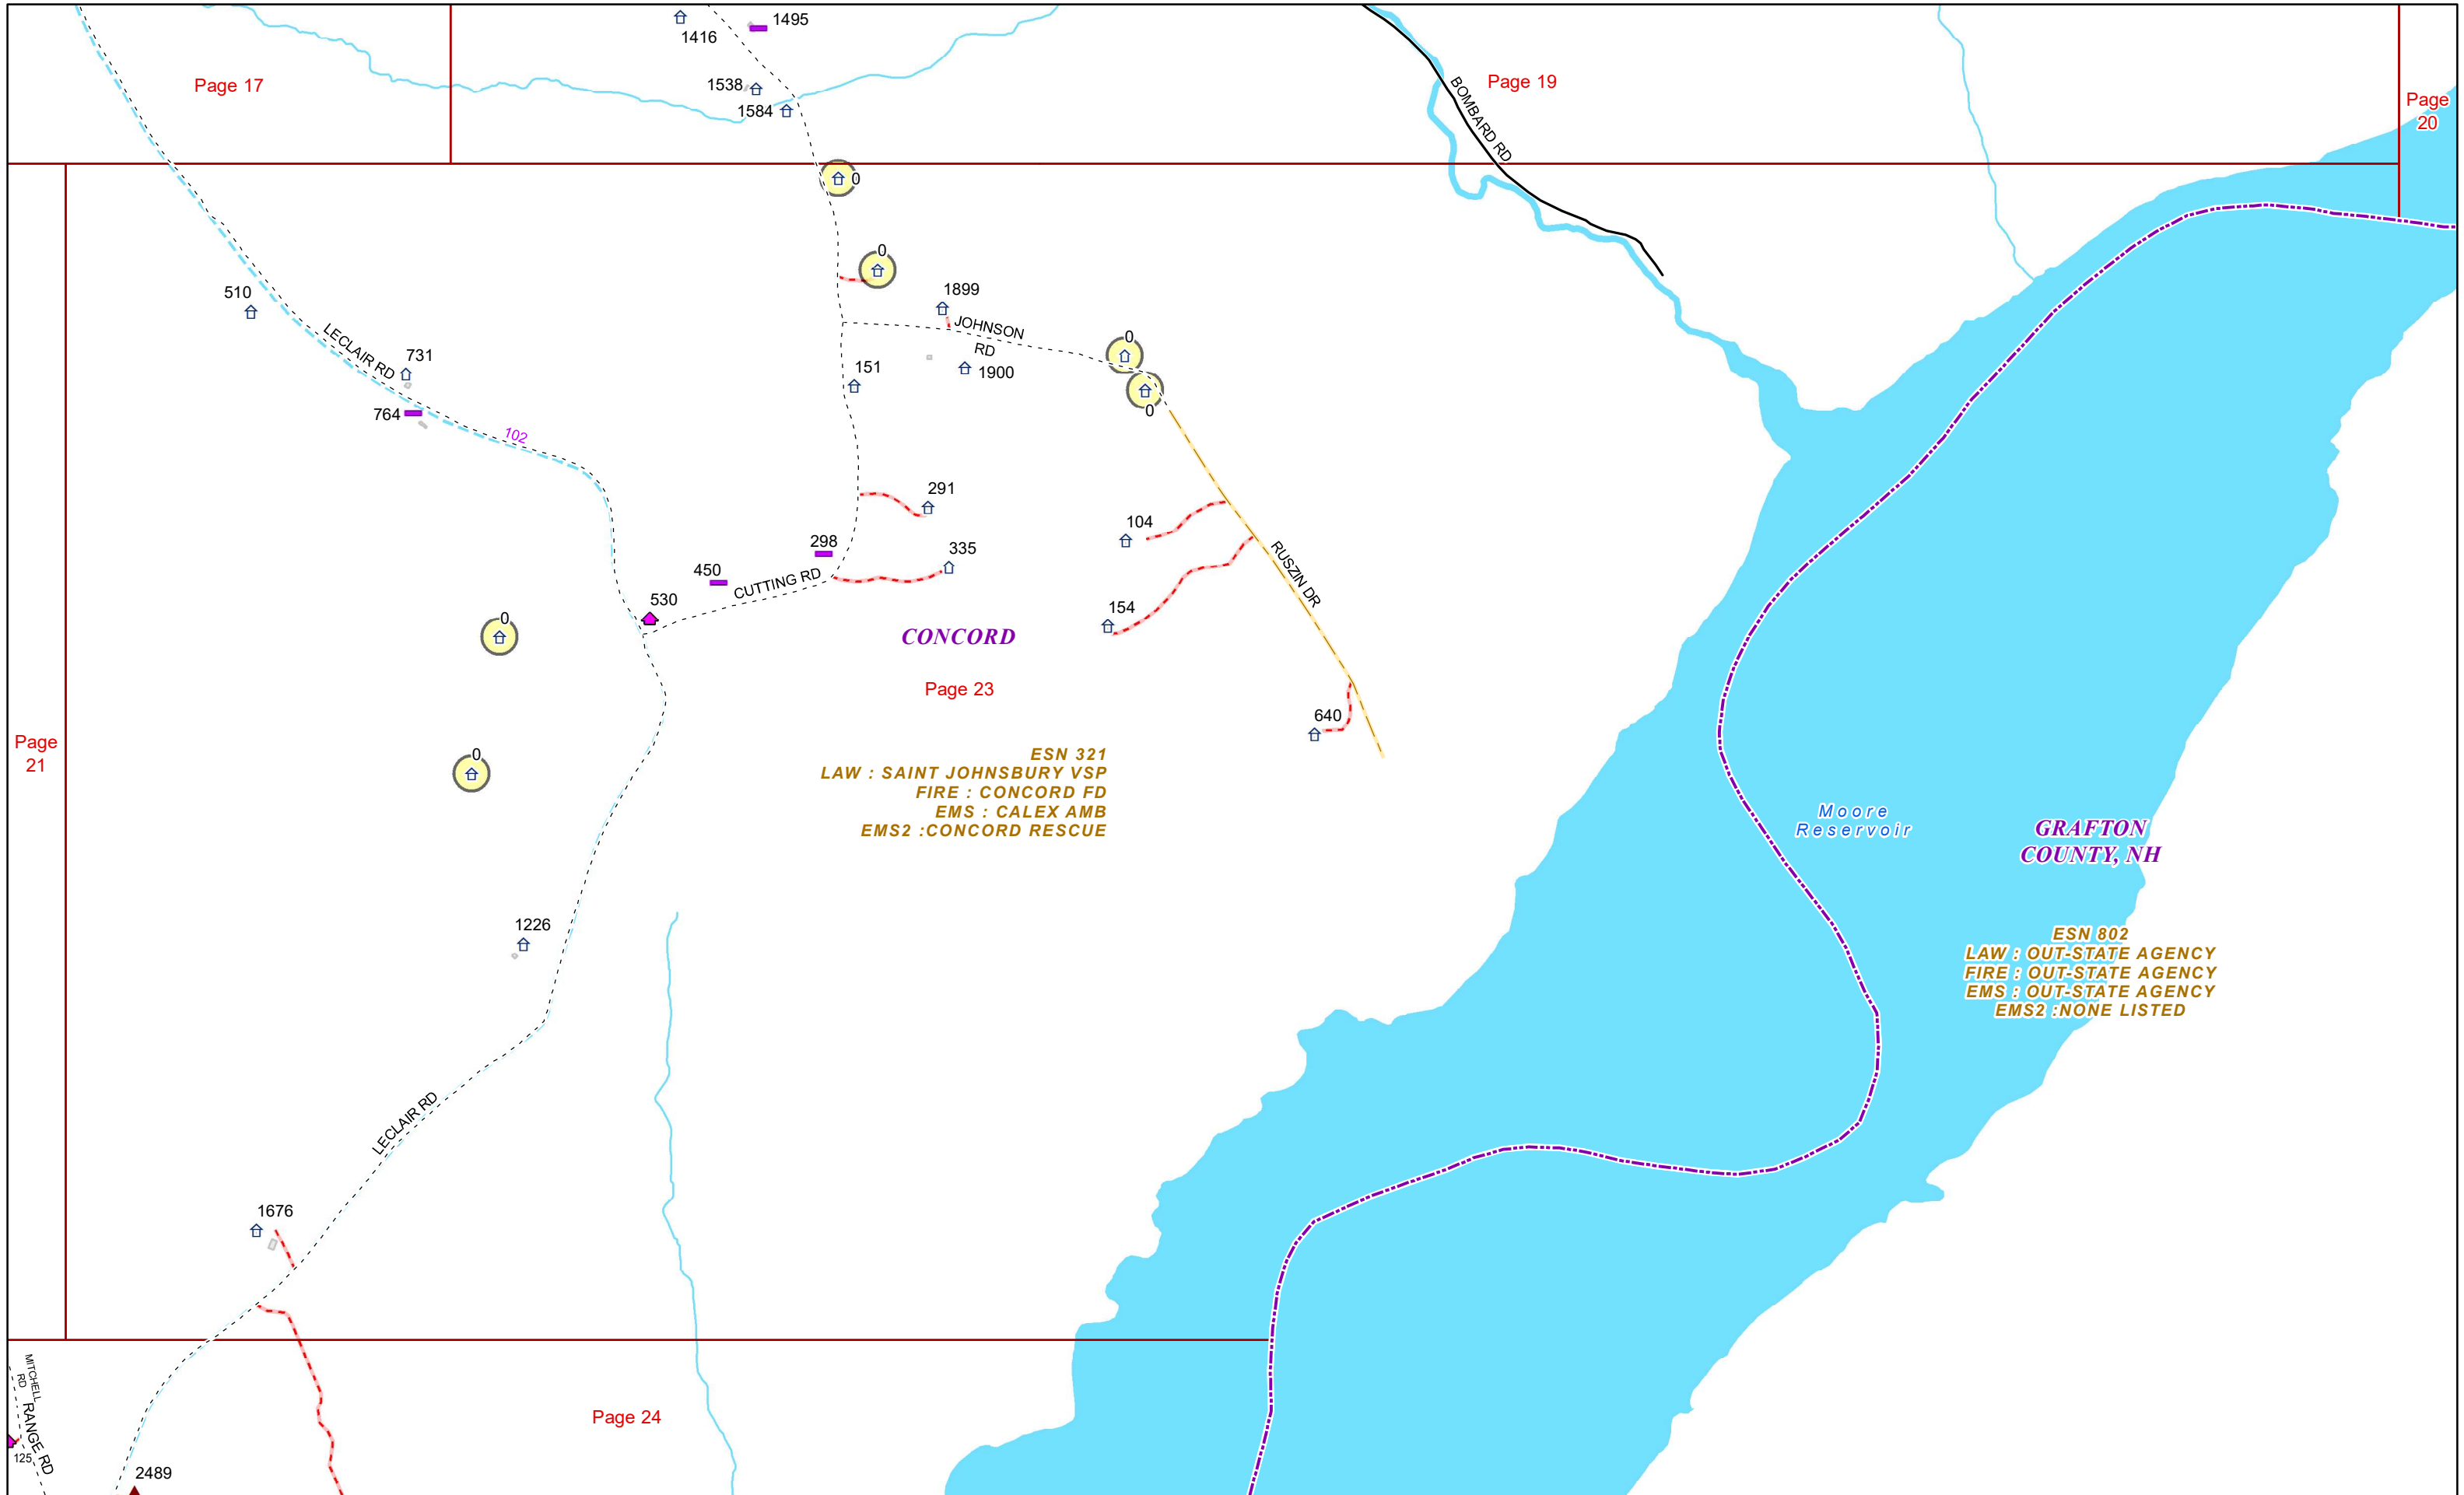 1416
1495
Page 17
1538
1584
BOMBARD RD
Page 19
Page
20
0
0
510
1899
JOHNSON
RD
0
LECLAIR RD
731
151
1900
764
0
102
291
104
298
335
450
CUTTING RD
RUSZIN DR
530
154
0
CONCORD
Page 23
640
Page
21
0
ESN 321
LAW : SAINT JOHNSBURY VSP
FIRE : CONCORD FD
EMS : CALEX AMB
EMS2 :CONCORD RESCUE
Moore
Reservoir
GRAFTON
COUNTY, NH
1226
ESN 802
LAW : OUT-STATE AGENCY
FIRE : OUT-STATE AGENCY
EMS : OUT-STATE AGENCY
EMS2 :NONE LISTED
LECLAIR RD
1676
MITCHELL
RD
RANGE RD
Page 24
125
2489